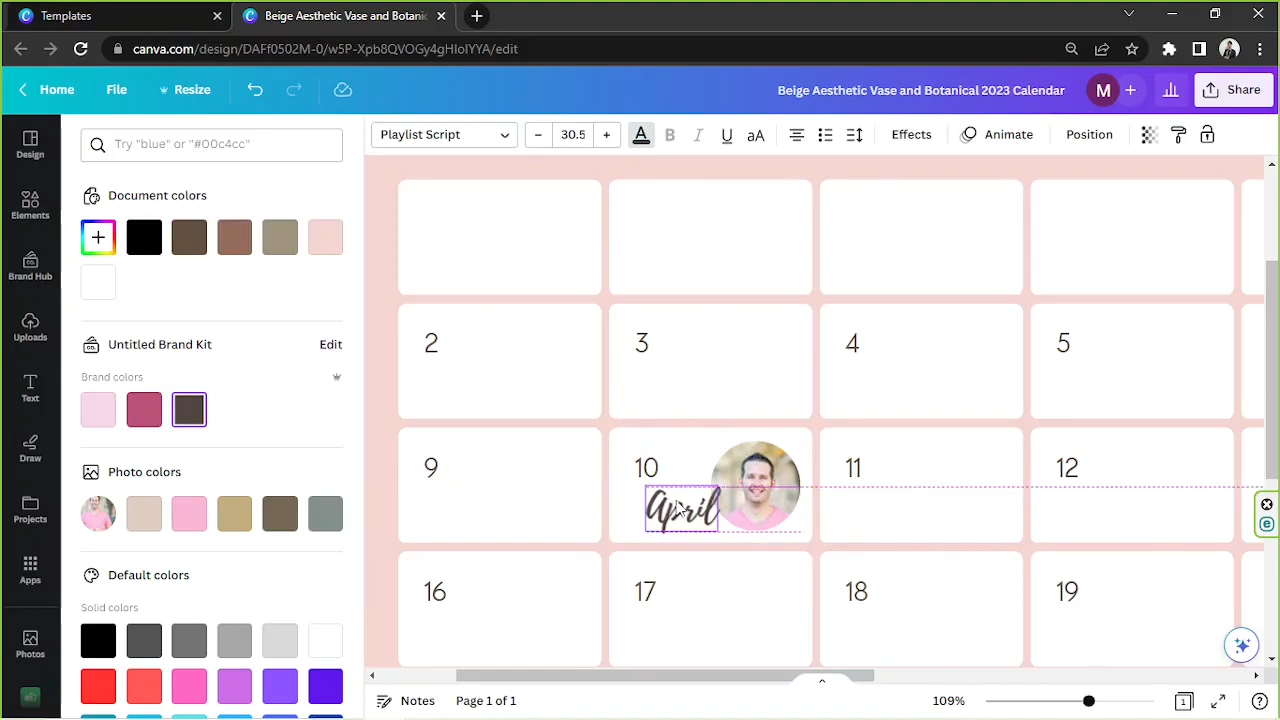 Templates
Beige Aesthetic Vase and Botanic
canva.com/design/DAFf0502M-0/w5P-Xpb8QVOGy4gHIoIYYA/edit
Home
File
Resize
Beige Aesthetic Vase and Botanical 2023 Calendar
M
Share
Design
Elements
Brand Hub
Uploads
Text
Draw
Projects
Apps
Photos
Try "blue" or "#00c4cc"
Document colors
Untitled Brand Kit
Edit
Brand colors
Photo colors
Default colors
Solid colors
Playlist Script
30.5
A
B
I
U
aA
Effects
Animate
Position
2
3
4
5
9
10
11
12
April
16
17
18
19
Notes
Page 1 of 1
109%
1